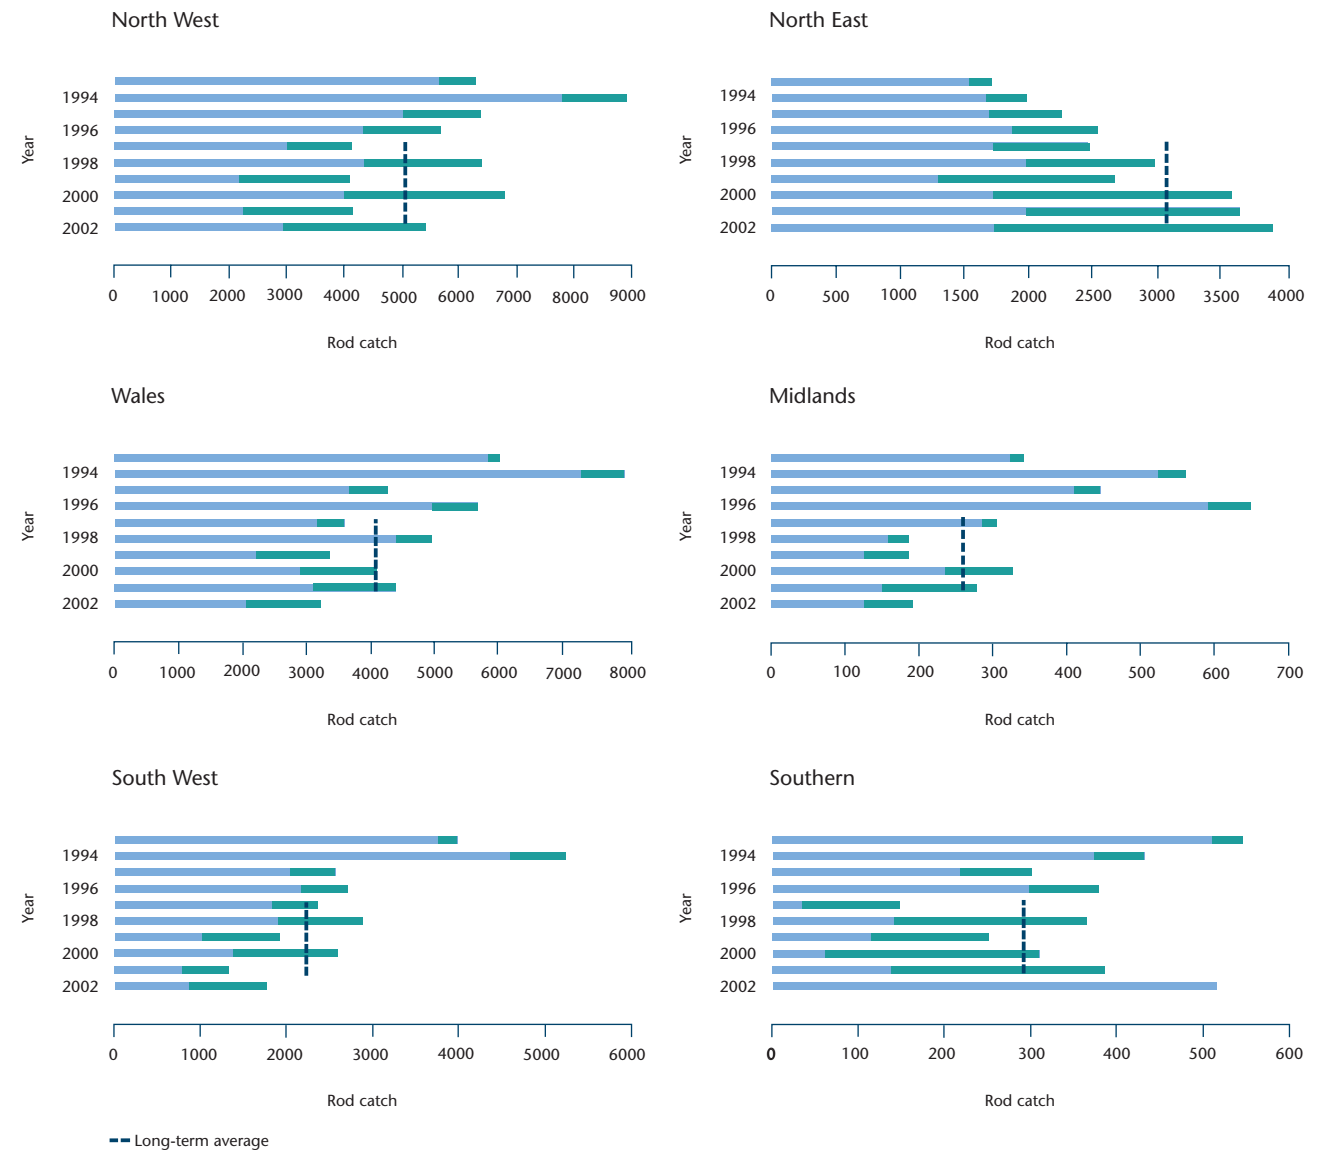 North West
1994
1996
1998
2000
2002
Year
0 1000 2000 3000 4000 5000 6000 7000 8000 9000
Rod catch
North East
1994
1996
1998
2000
2002
Year
0 500 1000 1500 2000 2500 3000 3500 4000
Rod catch
Wales
1994
1996
1998
2000
2002
Year
0 1000 2000 3000 4000 5000 6000 7000 8000
Rod catch
Midlands
1994
1996
1998
2000
2002
Year
0 100 200 300 400 500 600 700
Rod catch
South West
1994
1996
1998
2000
2002
Year
0 1000 2000 3000 4000 5000 6000
Rod catch
Southern
1994
1996
1998
2000
2002
Year
0 100 200 300 400 500 600
Rod catch
Long-term average